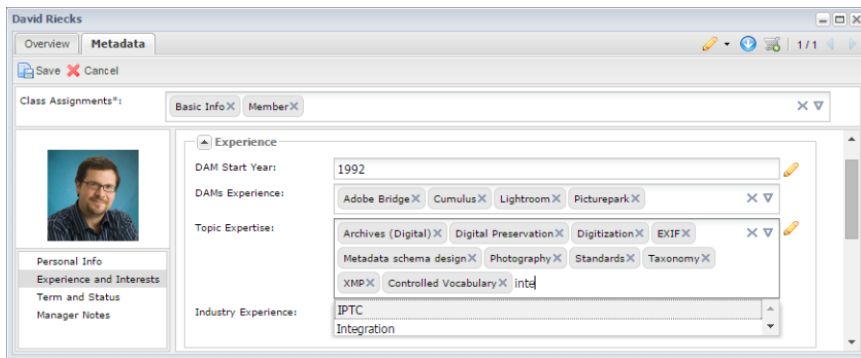 David Riecks
Overview Metadata 1/1
Save Cancel
Class Assignments*: Basic Info Member
Experience
DAM Start Year: 1992
DAMs Experience: Adobe Bridge Cumulus Lightroom Picturepark
Topic Expertise: Archives (Digital) Digital Preservation Digitization EXIF
Metadata schema design Photography Standards Taxonomy
XMP Controlled Vocabulary inte
Industry Experience: IPTC
Integration
Personal Info
Experience and Interests
Term and Status
Manager Notes